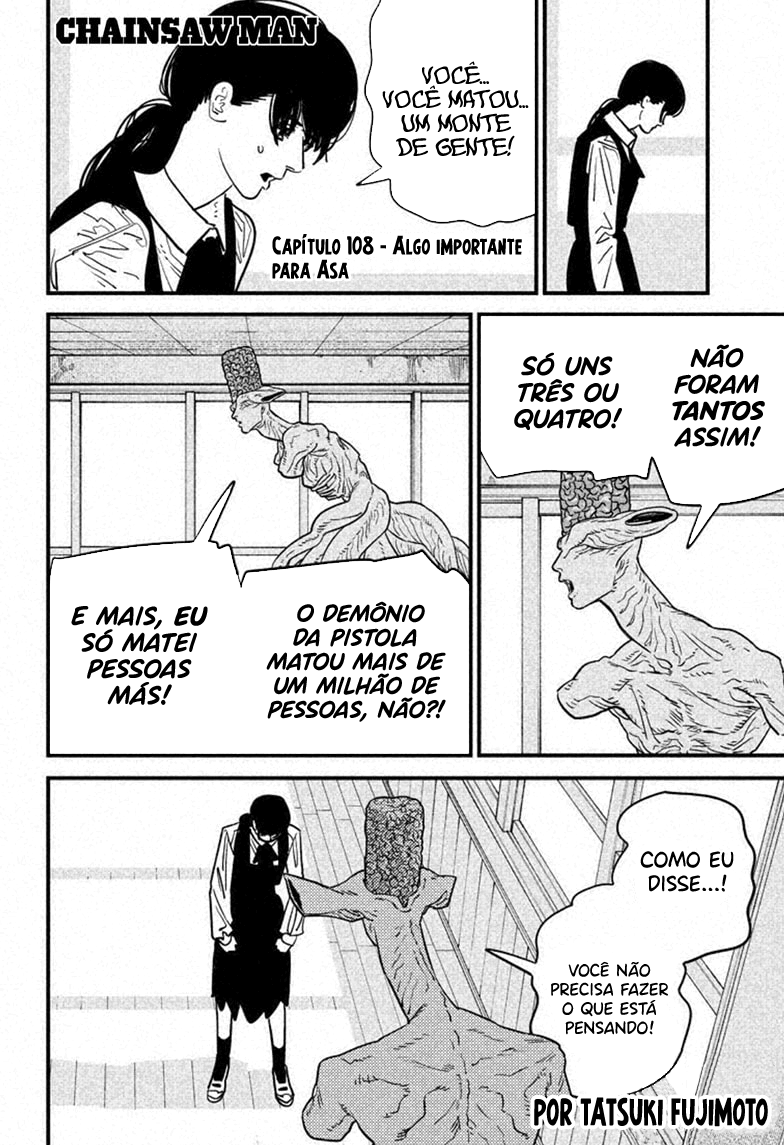 CHAINSAW MAN
VOCÊ...
VOCÊ MATOU...
UM MONTE
DE GENTE!
CAPÍTULO 108 - ALGO IMPORTANTE
PARA ASA
NÃO
FORAM
TANTOS
ASSIM!
SÓ UNS
TRÊS OU
QUATRO!
O DEMÔNIO
DA PISTOLA
MATOU MAIS DE
UM MILHÃO DE
PESSOAS, NÃO?!
E MAIS, EU
SÓ MATEI
PESSOAS
MÁS!
COMO EU
DISSE...!
VOCÊ NÃO
PRECISA FAZER
O QUE ESTÁ
PENSANDO!
POR TATSUKI FUJIMOTO